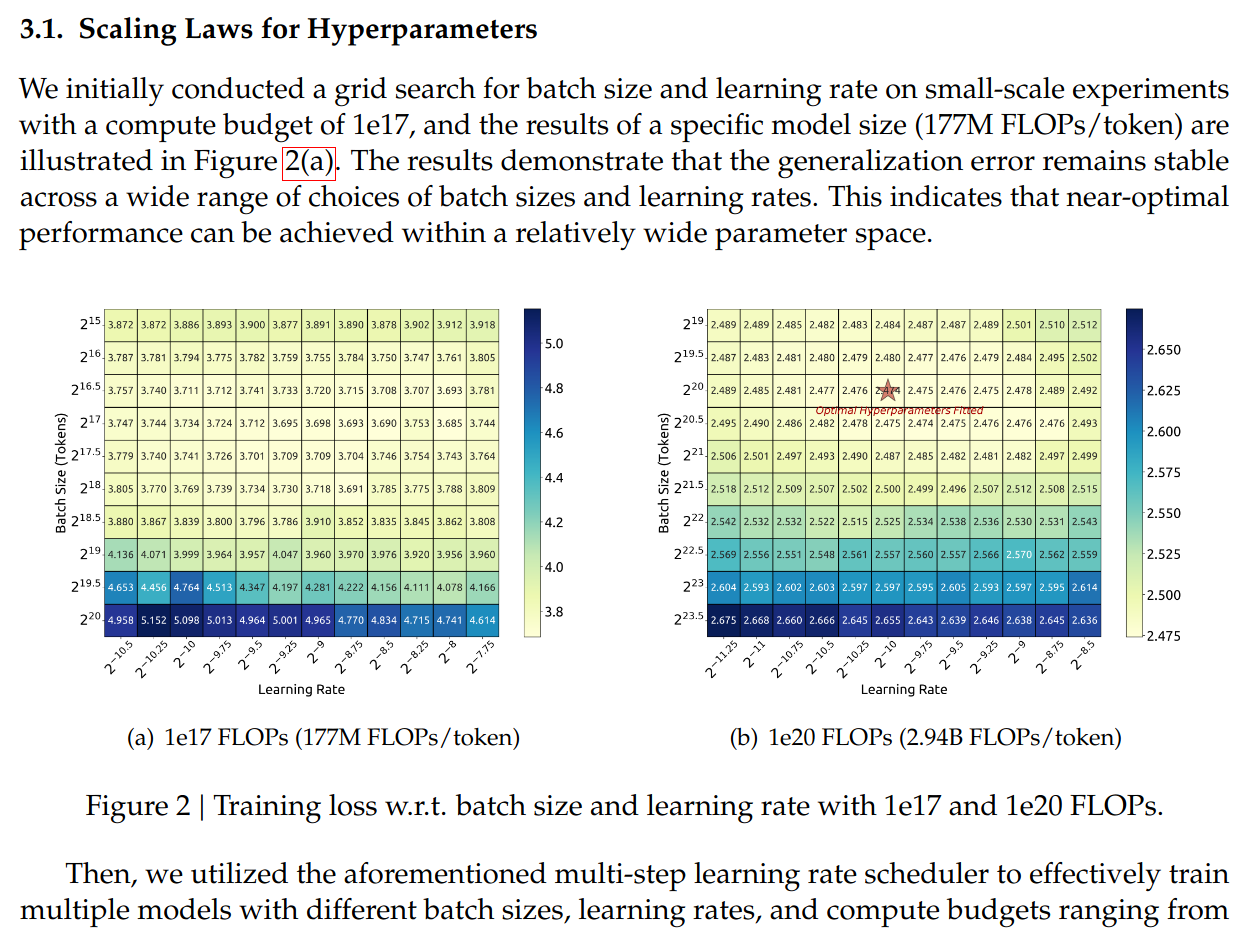 3.1. Scaling Laws for Hyperparameters
We initially conducted a grid search for batch size and learning rate on small-scale experiments
with a compute budget of 1e17, and the results of a specific model size (177M FLOPs/token) are
illustrated in Figure 2(a). The results demonstrate that the generalization error remains stable
across a wide range of choices of batch sizes and learning rates. This indicates that near-optimal
performance can be achieved within a relatively wide parameter space.
Batch Size (Tokens)
2^15 3.872 3.872 3.886 3.893 3.900 3.877 3.891 3.890 3.878 3.902 3.912 3.918
2^16 3.787 3.781 3.794 3.775 3.782 3.759 3.755 3.784 3.750 3.747 3.761 3.805
2^16.5 3.757 3.740 3.711 3.712 3.741 3.733 3.720 3.715 3.708 3.707 3.693 3.781
2^17 3.747 3.744 3.734 3.724 3.712 3.695 3.698 3.693 3.690 3.753 3.685 3.744
2^17.5 3.779 3.740 3.741 3.726 3.701 3.709 3.709 3.704 3.746 3.754 3.743 3.764
2^18 3.805 3.770 3.769 3.739 3.734 3.730 3.718 3.691 3.785 3.775 3.788 3.809
2^18.5 3.880 3.867 3.839 3.800 3.796 3.786 3.910 3.852 3.835 3.845 3.862 3.808
2^19 4.136 4.071 3.999 3.964 3.957 4.047 3.960 3.970 3.976 3.920 3.956 3.960
2^19.5 4.653 4.456 4.764 4.513 4.347 4.197 4.281 4.222 4.156 4.111 4.078 4.166
2^20 4.958 5.152 5.098 5.013 4.964 5.001 4.965 4.770 4.834 4.715 4.741 4.614
2^−10.5 2^−10.25 2^−10 2^−9.75 2^−9.5 2^−9.25 2^−9 2^−8.75 2^−8.5 2^−8.25 2^−8 2^−7.75
Learning Rate
5.0
4.8
4.6
4.4
4.2
4.0
3.8
(a) 1e17 FLOPs (177M FLOPs/token)
Batch Size (Tokens)
2^19 2.489 2.489 2.485 2.482 2.483 2.484 2.487 2.487 2.489 2.501 2.510 2.512
2^19.5 2.487 2.483 2.481 2.480 2.479 2.480 2.477 2.476 2.479 2.484 2.495 2.502
2^20 2.489 2.485 2.481 2.477 2.476 2.474 2.475 2.476 2.475 2.478 2.489 2.492
Optimal Hyperparameters Fitted
2^20.5 2.495 2.490 2.486 2.482 2.478 2.475 2.474 2.475 2.476 2.476 2.476 2.493
2^21 2.506 2.501 2.497 2.493 2.490 2.487 2.485 2.482 2.481 2.482 2.497 2.499
2^21.5 2.518 2.512 2.509 2.507 2.502 2.500 2.499 2.496 2.507 2.512 2.508 2.515
2^22 2.542 2.532 2.532 2.522 2.515 2.525 2.534 2.538 2.536 2.530 2.531 2.543
2^22.5 2.569 2.556 2.551 2.548 2.561 2.557 2.560 2.557 2.566 2.570 2.562 2.559
2^23 2.604 2.593 2.602 2.603 2.597 2.597 2.595 2.605 2.593 2.597 2.595 2.614
2^23.5 2.675 2.668 2.660 2.666 2.645 2.655 2.643 2.639 2.646 2.638 2.645 2.636
2^−11.25 2^−11 2^−10.75 2^−10.5 2^−10.25 2^−10 2^−9.75 2^−9.5 2^−9.25 2^−9 2^−8.75 2^−8.5
Learning Rate
2.650
2.625
2.600
2.575
2.550
2.525
2.500
2.475
(b) 1e20 FLOPs (2.94B FLOPs/token)
Figure 2 | Training loss w.r.t. batch size and learning rate with 1e17 and 1e20 FLOPs.
Then, we utilized the aforementioned multi-step learning rate scheduler to effectively train
multiple models with different batch sizes, learning rates, and compute budgets ranging from